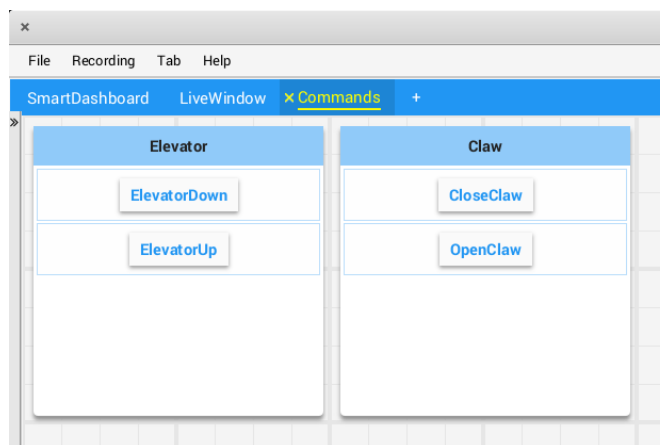 ×
File Recording Tab Help
SmartDashboard LiveWindow × Commands +
»
Elevator Claw
ElevatorDown CloseClaw
ElevatorUp OpenClaw